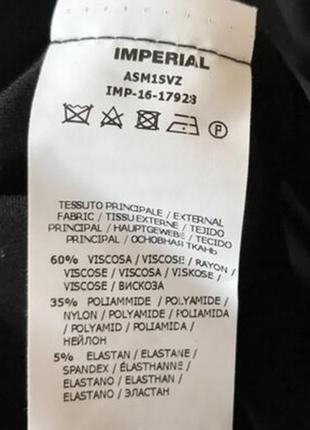 IMPERIAL
ASM1SVZ
IMP-16-17923
P
TESSUTO PRINCIPALE / EXTERNAL
FABRIC / TISSU EXTERNE / TEJIDO
PRINCIPAL / HAUPTGEWEBE / TECIDO
PRINCIPAL / ОСНОВНАЯ ТКАНЬ
60% VISCOSA / VISCOSE / RAYON /
VISCOSE / VISCOSA / VISKOSE /
VISCOSE / ВИСКОЗА
35% POLIAMMIDE / POLYAMIDE /
NYLON / POLYAMIDE / POLIAMIDA
/ POLYAMID / POLIAMIDA /
НЕЙЛОН
5% ELASTAN / ELASTANE /
SPANDEX / ÉLASTHANNE /
ELASTANO / ELASTHAN /
ELASTANO / ЭЛАСТАН